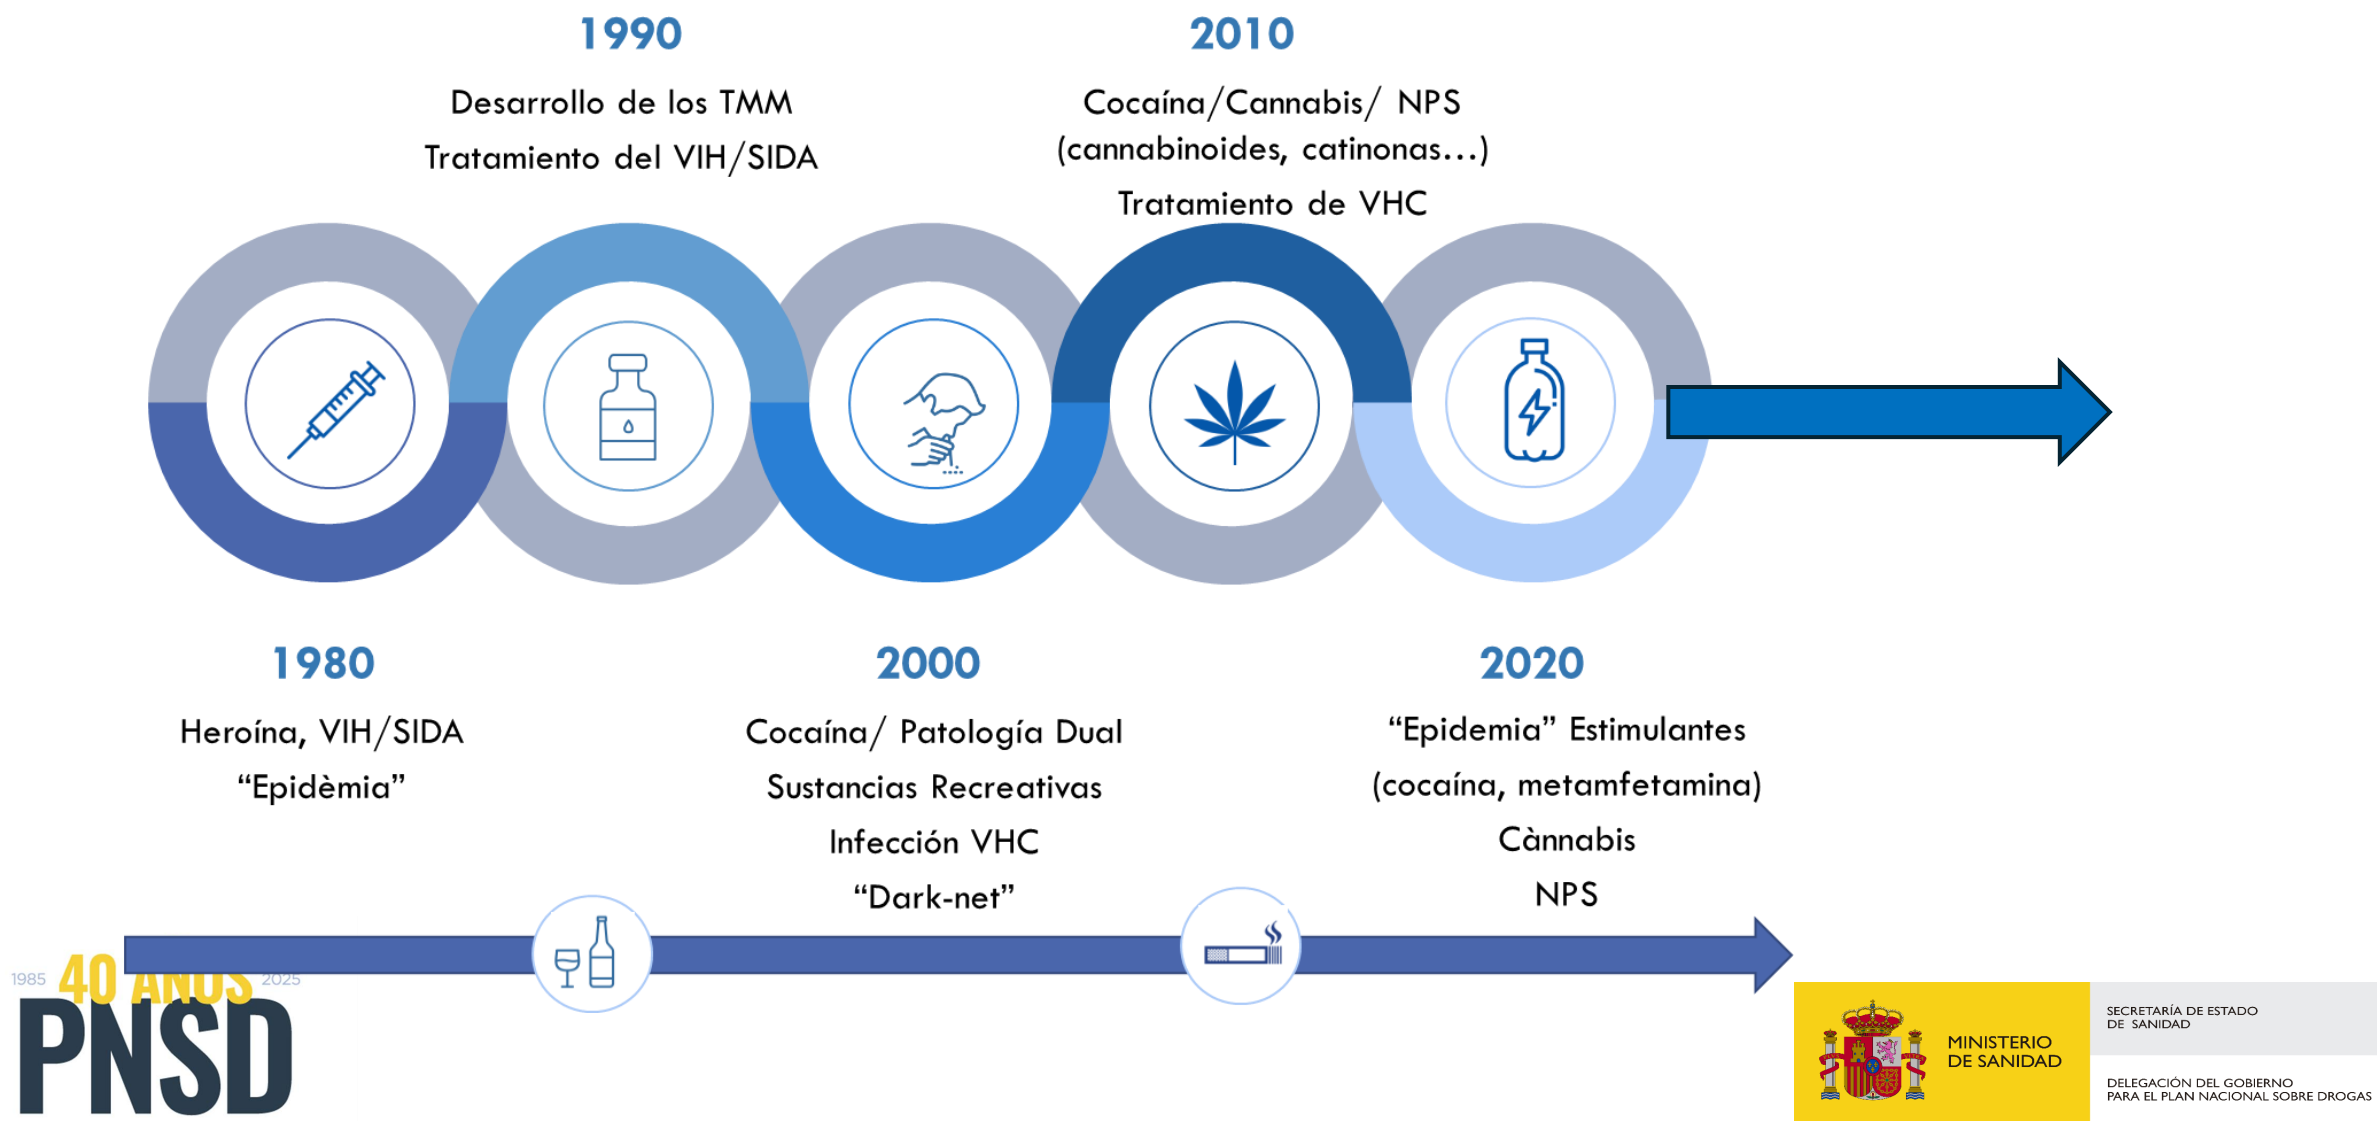 1990
Desarrollo de los TMM
Tratamiento del VIH/SIDA
2010
Cocaína/Cannabis/ NPS
(cannabinoides, catinonas...)
Tratamiento de VHC
1980
Heroína, VIH/SIDA
“Epidèmia”
2000
Cocaína/ Patología Dual
Sustancias Recreativas
Infección VHC
“Dark-net”
2020
“Epidemia” Estimulantes
(cocaína, metamfetamina)
Cànnabis
NPS
1985 40 AÑOS 2025
PNSD
MINISTERIO
DE SANIDAD
SECRETARÍA DE ESTADO
DE SANIDAD
DELEGACIÓN DEL GOBIERNO
PARA EL PLAN NACIONAL SOBRE DROGAS